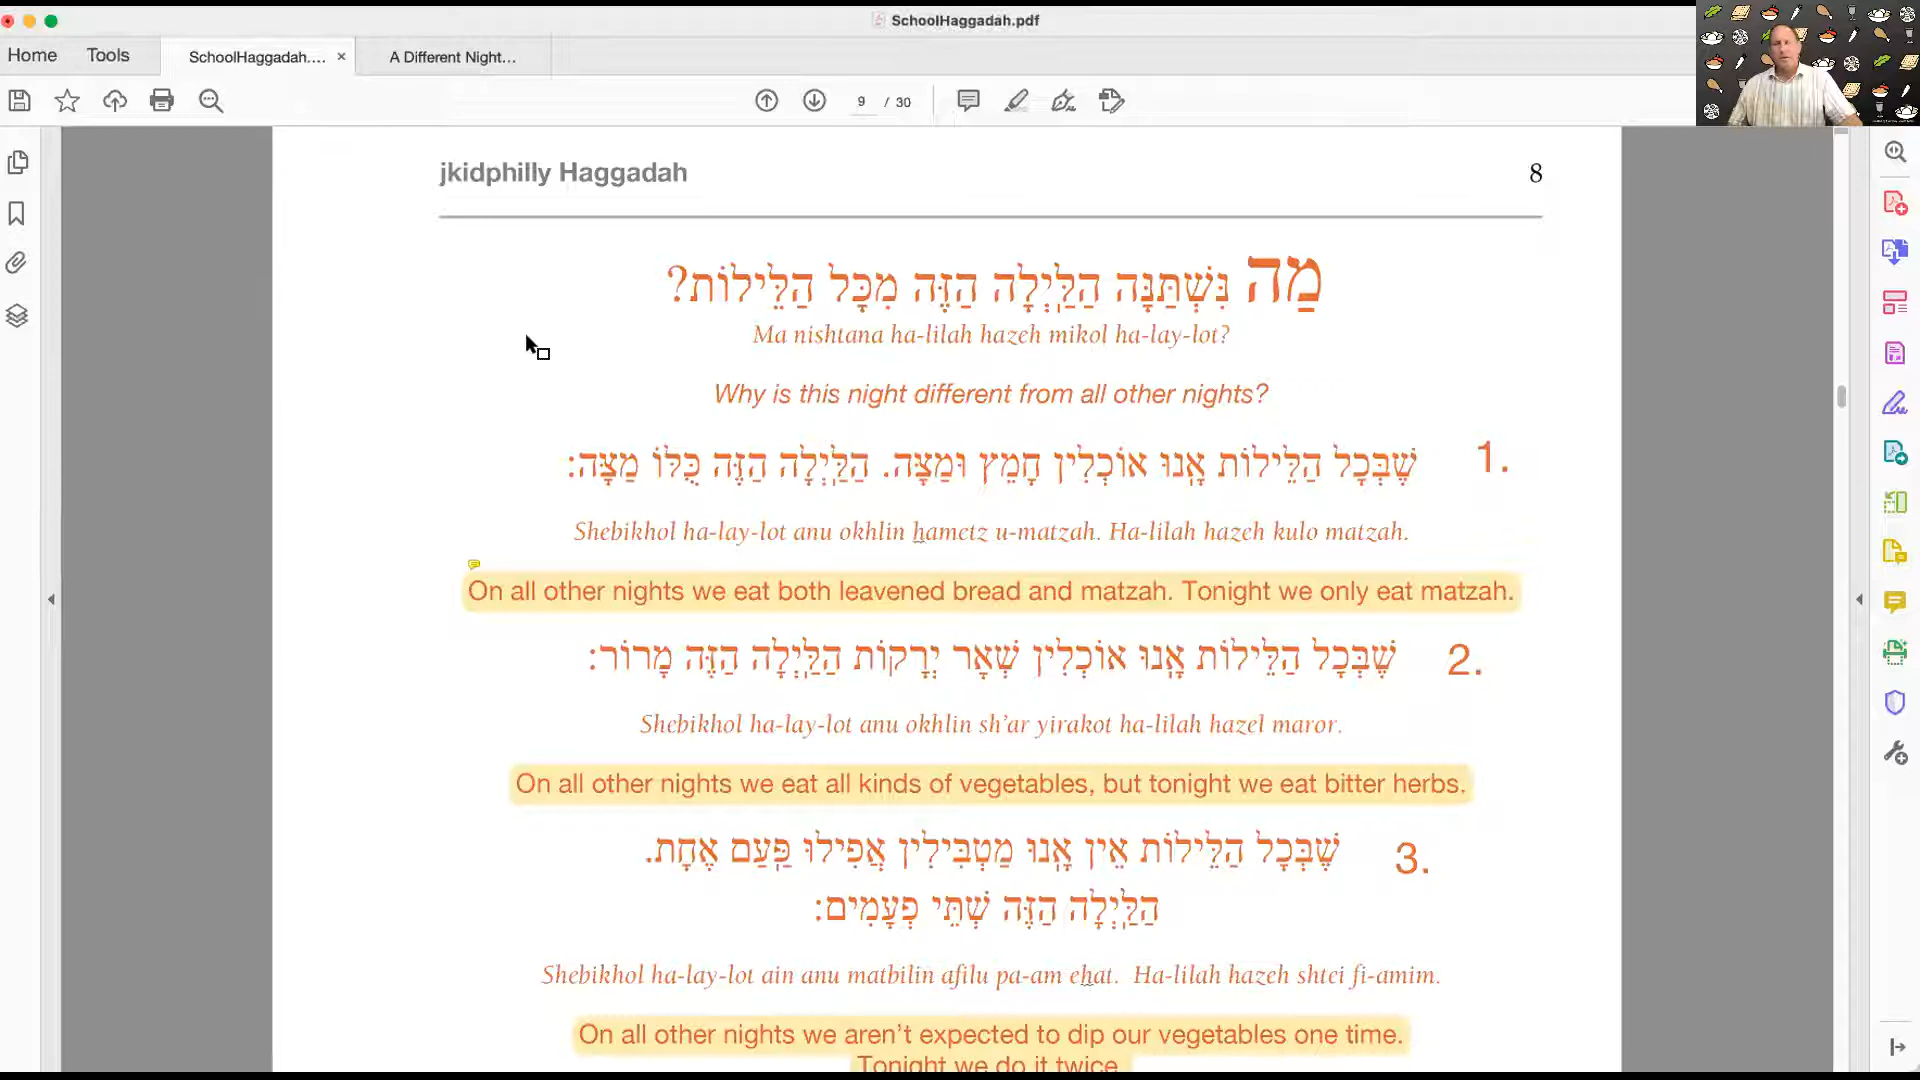 SchoolHaggadah.pdf
Home
Tools
SchoolHaggadah....
×
A Different Night...
9 / 30
jkidphilly Haggadah
8
מַה נִּשְׁתַּנָּה הַלַּיְלָה הַזֶּה מִכָּל הַלֵּילוֹת?
Ma nishtana ha-lilah hazeh mikol ha-lay-lot?
Why is this night different from all other nights?
1. שֶׁבְּכָל הַלֵּילוֹת אָנוּ אוֹכְלִין חָמֵץ וּמַצָּה. הַלַּיְלָה הַזֶּה כֻּלּוֹ מַצָּה:
Shebikhol ha-lay-lot anu okhlin hametz u-matzah. Ha-lilah hazeh kulo matzah.
On all other nights we eat both leavened bread and matzah. Tonight we only eat matzah.
2. שֶׁבְּכָל הַלֵּילוֹת אָנוּ אוֹכְלִין שְׁאָר יְרָקוֹת הַלַּיְלָה הַזֶּה מָרוֹר:
Shebikhol ha-lay-lot anu okhlin sh’ar yirakot ha-lilah hazel maror.
On all other nights we eat all kinds of vegetables, but tonight we eat bitter herbs.
3. שֶׁבְּכָל הַלֵּילוֹת אֵין אָנוּ מַטְבִּילִין אֲפִילוּ פַּעַם אֶחָת.
הַלַּיְלָה הַזֶּה שְׁתֵּי פְעָמִים:
Shebikhol ha-lay-lot ain anu matbilin afilu pa-am ehat. Ha-lilah hazeh shtei fi-amim.
On all other nights we aren’t expected to dip our vegetables one time.
Tonight we do it twice.